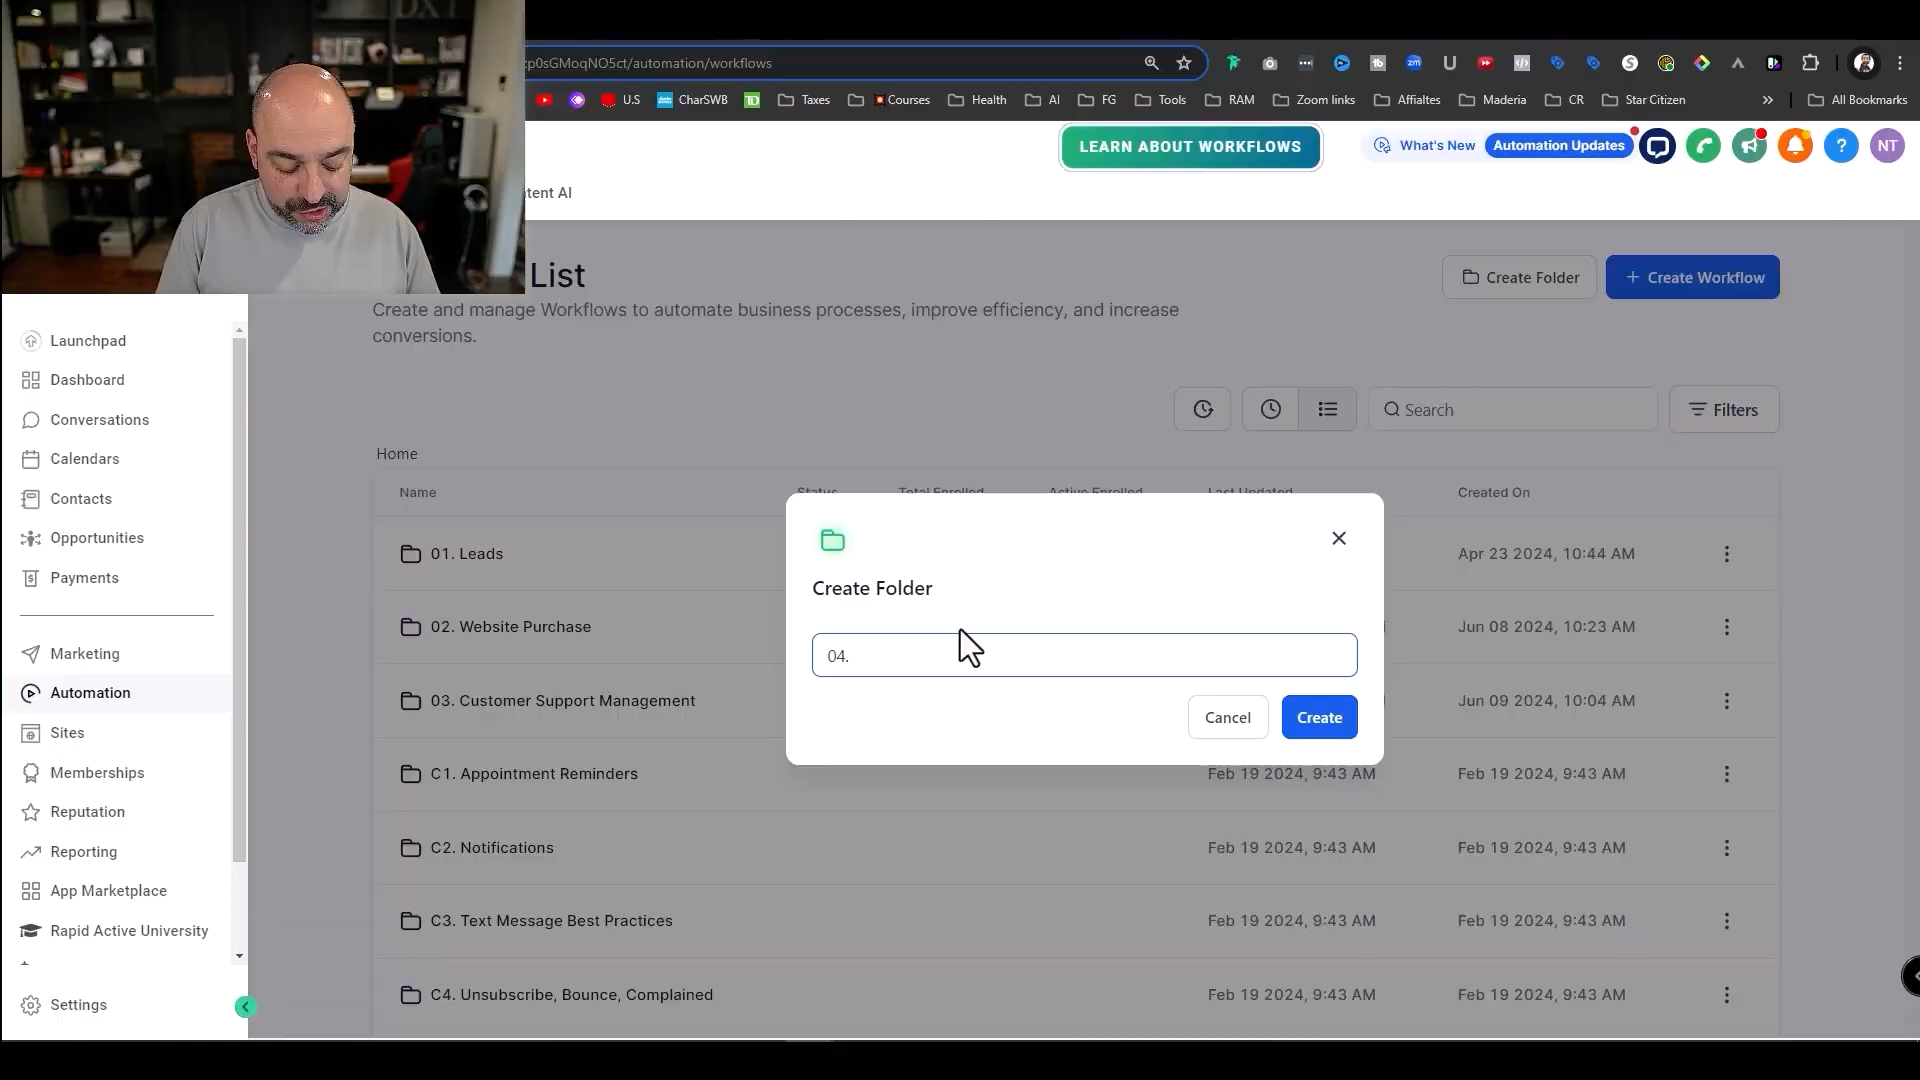 :p0sGMoqNO5ct/automation/workflows
U.S
CharSWB
Taxes
Courses
Health
AI
FG
Tools
RAM
Zoom links
Affialtes
Maderia
CR
Star Citizen
All Bookmarks
LEARN ABOUT WORKFLOWS
What's New
Automation Updates
NT
tent AI
List
Create Folder
+ Create Workflow
Create and manage Workflows to automate business processes, improve efficiency, and increase
conversions.
Search
Filters
Home
Name
Status
Total Enrolled
Active Enrolled
Last Updated
Created On
01. Leads
Apr 23 2024, 10:44 AM
02. Website Purchase
Jun 08 2024, 10:23 AM
03. Customer Support Management
Jun 09 2024, 10:04 AM
C1. Appointment Reminders
Feb 19 2024, 9:43 AM
Feb 19 2024, 9:43 AM
C2. Notifications
Feb 19 2024, 9:43 AM
Feb 19 2024, 9:43 AM
C3. Text Message Best Practices
Feb 19 2024, 9:43 AM
Feb 19 2024, 9:43 AM
C4. Unsubscribe, Bounce, Complained
Feb 19 2024, 9:43 AM
Feb 19 2024, 9:43 AM
Create Folder
04.
Cancel
Create
Launchpad
Dashboard
Conversations
Calendars
Contacts
Opportunities
Payments
Marketing
Automation
Sites
Memberships
Reputation
Reporting
App Marketplace
Rapid Active University
Settings